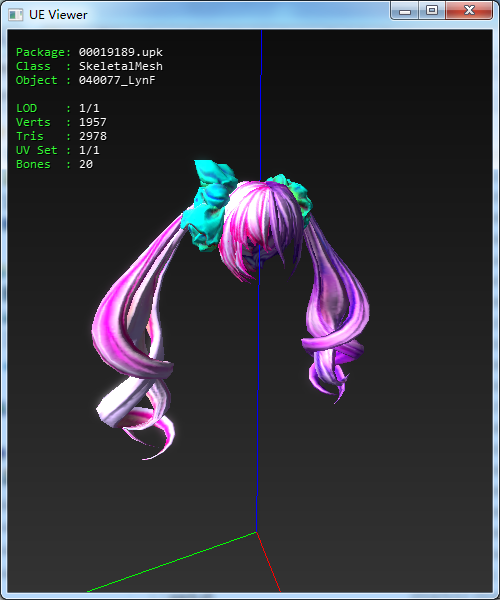 UE Viewer
Package: 00019189.upk
Class : SkeletalMesh
Object : 040077_LynF
LOD : 1/1
Verts : 1957
Tris : 2978
UV Set : 1/1
Bones : 20